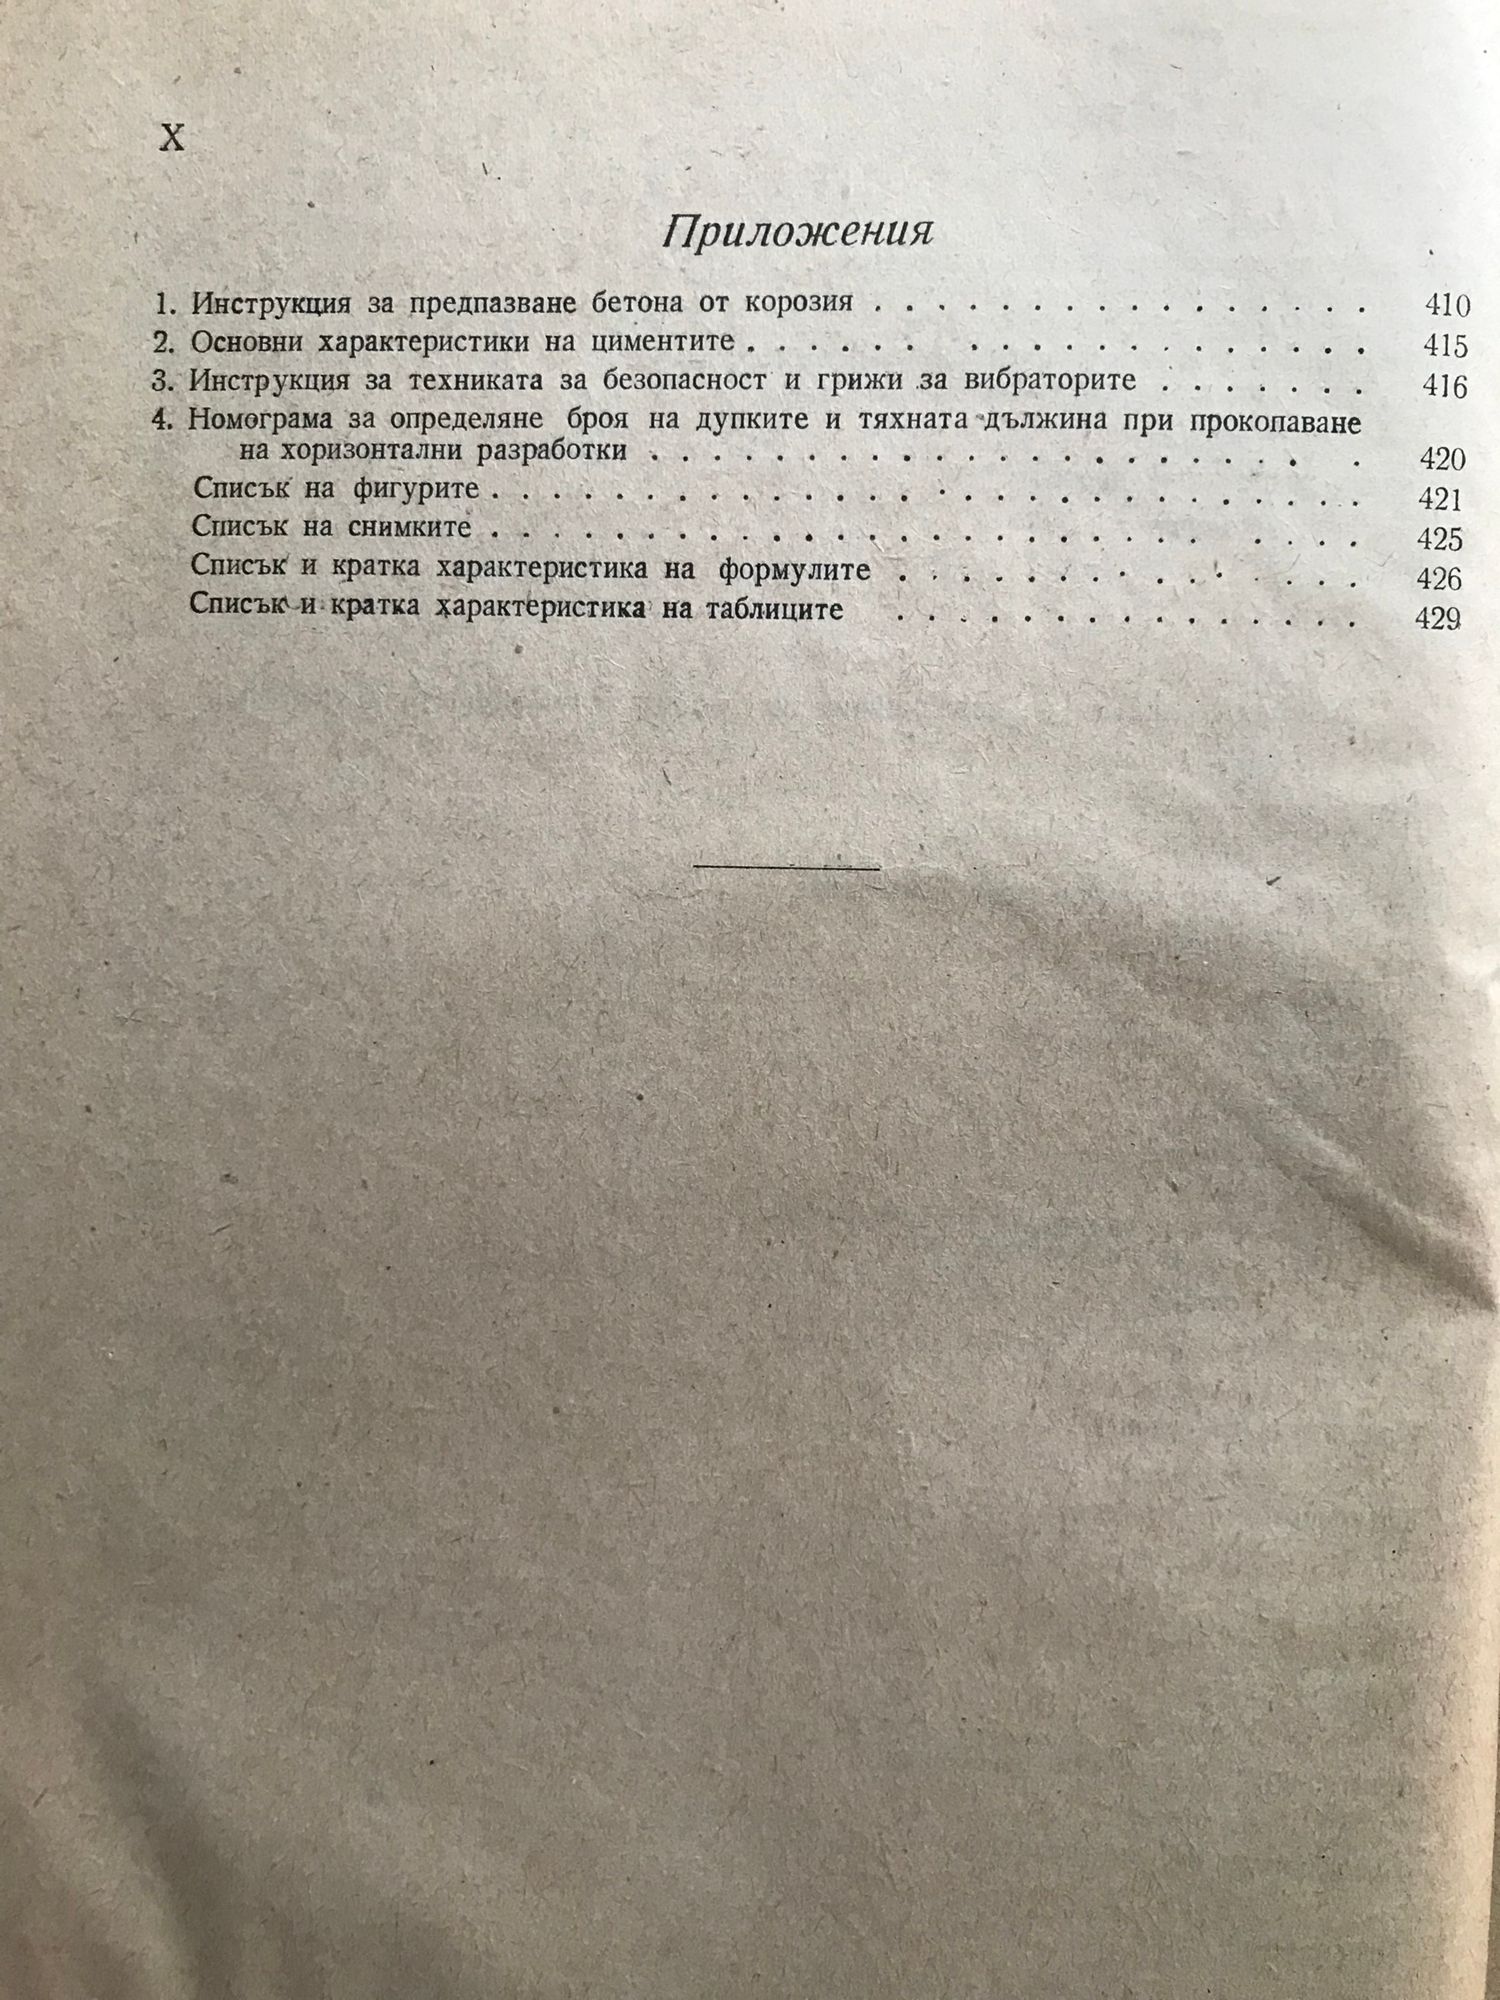 X
Приложения
1. Инструкция за предпазване бетона от корозия . . . . . . . . . . . . . . . . 410
2. Основни характеристики на циментите . . . . . . . . . . . . . . . . . . . 415
3. Инструкция за техниката за безопасност и грижи за вибраторите . . . . . . . 416
4. Номограма за определяне броя на дупките и тяхната дължина при прокопаване
на хоризонтални разработки . . . . . . . . . . . . . . . . . . . . . . 420
Списък на фигурите . . . . . . . . . . . . . . . . . . . . . . . . . . . . 421
Списък на снимките . . . . . . . . . . . . . . . . . . . . . . . . . . . 425
Списък и кратка характеристика на формулите . . . . . . . . . . . . . . . 426
Списък и кратка характеристика на таблиците . . . . . . . . . . . . . . . 429